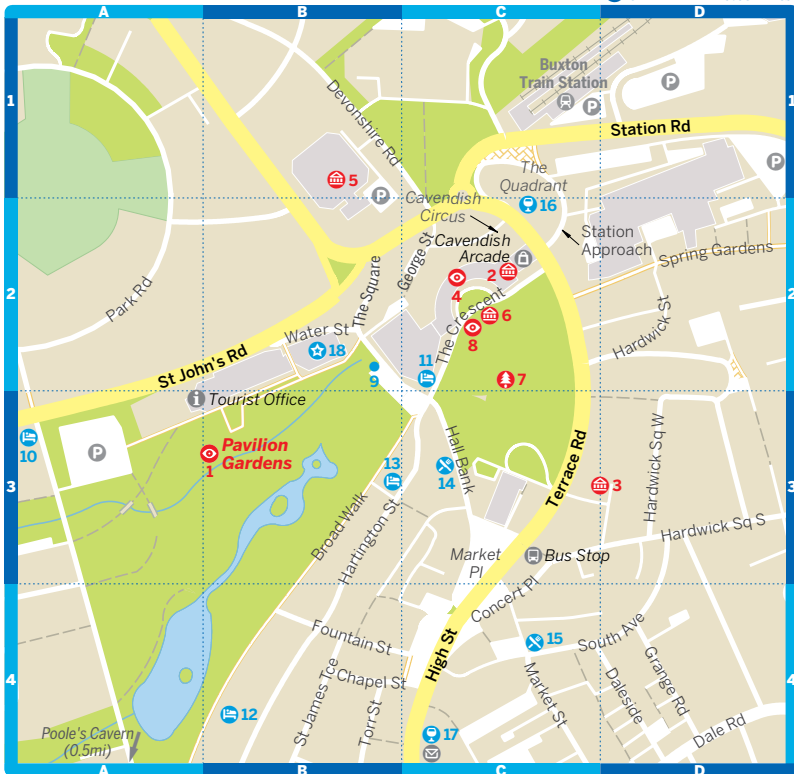 A
B
C
D
1
1
Buxton
Train Station
P
P
Station Rd
Devonshire Rd
The
Quadrant
P
5
P
Cavendish
Circus
16
Cavendish
Arcade
Station
Approach
George St
Spring Gardens
2
2
2
4
The Square
Park Rd
The Crescent
6
8
Hardwick St
Water St
18
St John's Rd
11
9
7
Tourist Office
10
P
Pavilion
Gardens
1
Hall Bank
13
14
Terrace Rd
3
3
3
Hardwick Sq W
Hardwick Sq S
Broad Walk
Hartington St
Market
Pl
Bus Stop
Concert Pl
Fountain St
High St
15
South Ave
Chapel St
St James Tce
Torr St
Market St
Daleside
Grange Rd
Dale Rd
4
4
12
17
Poole's Cavern
(0.5mi)
A
B
C
D